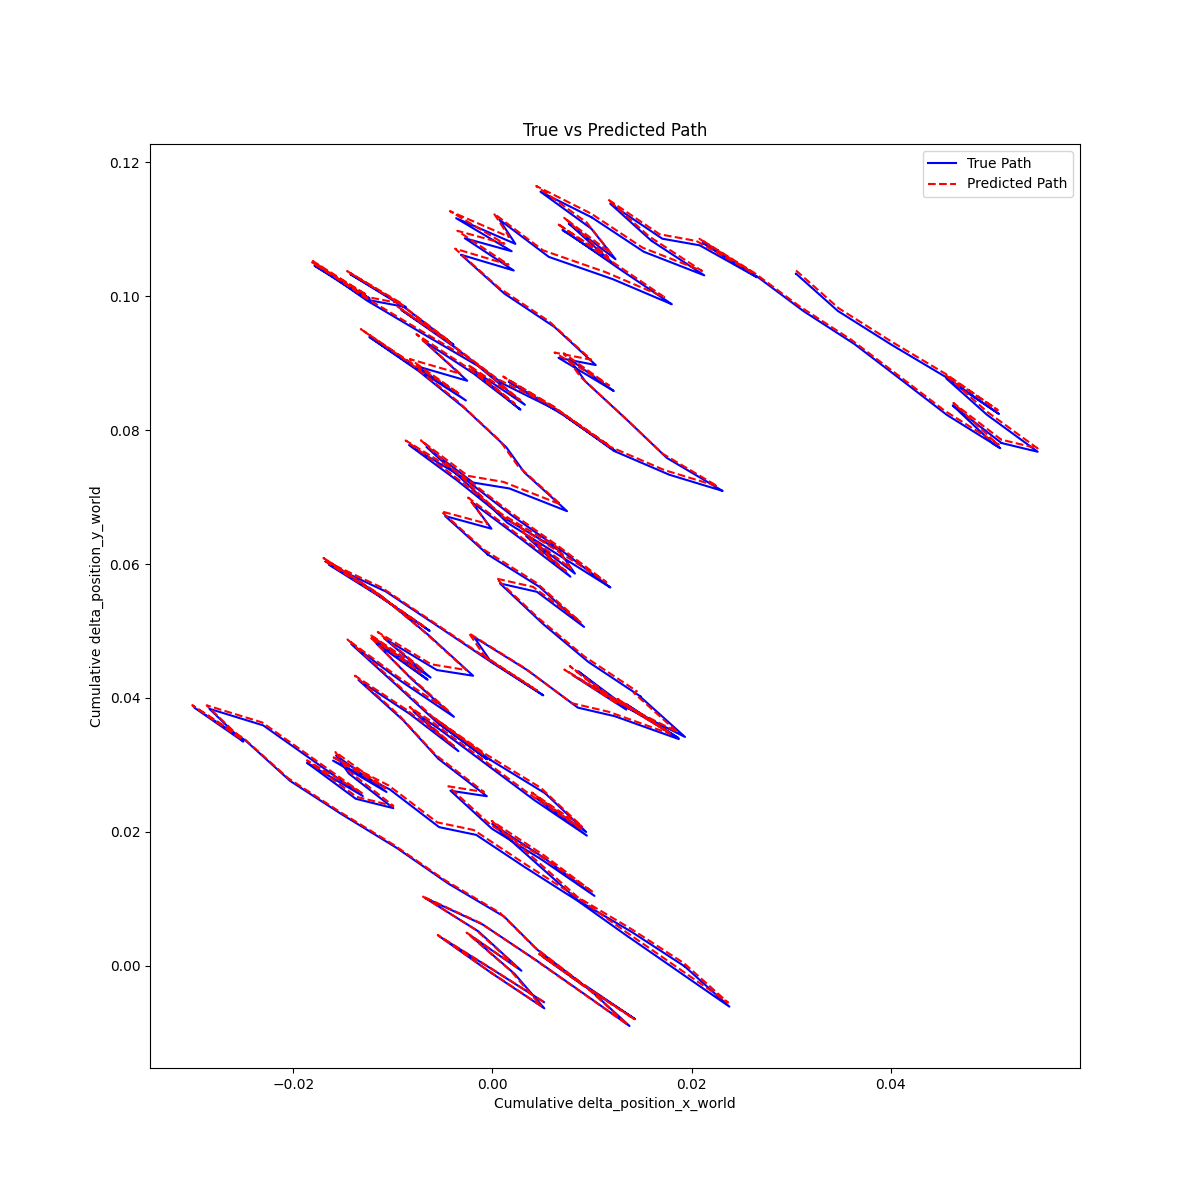 True vs Predicted Path
True Path
Predicted Path
0.12
0.10
0.08
0.06
0.04
0.02
0.00
Cumulative delta_position_y_world
−0.02
0.00
0.02
0.04
Cumulative delta_position_x_world